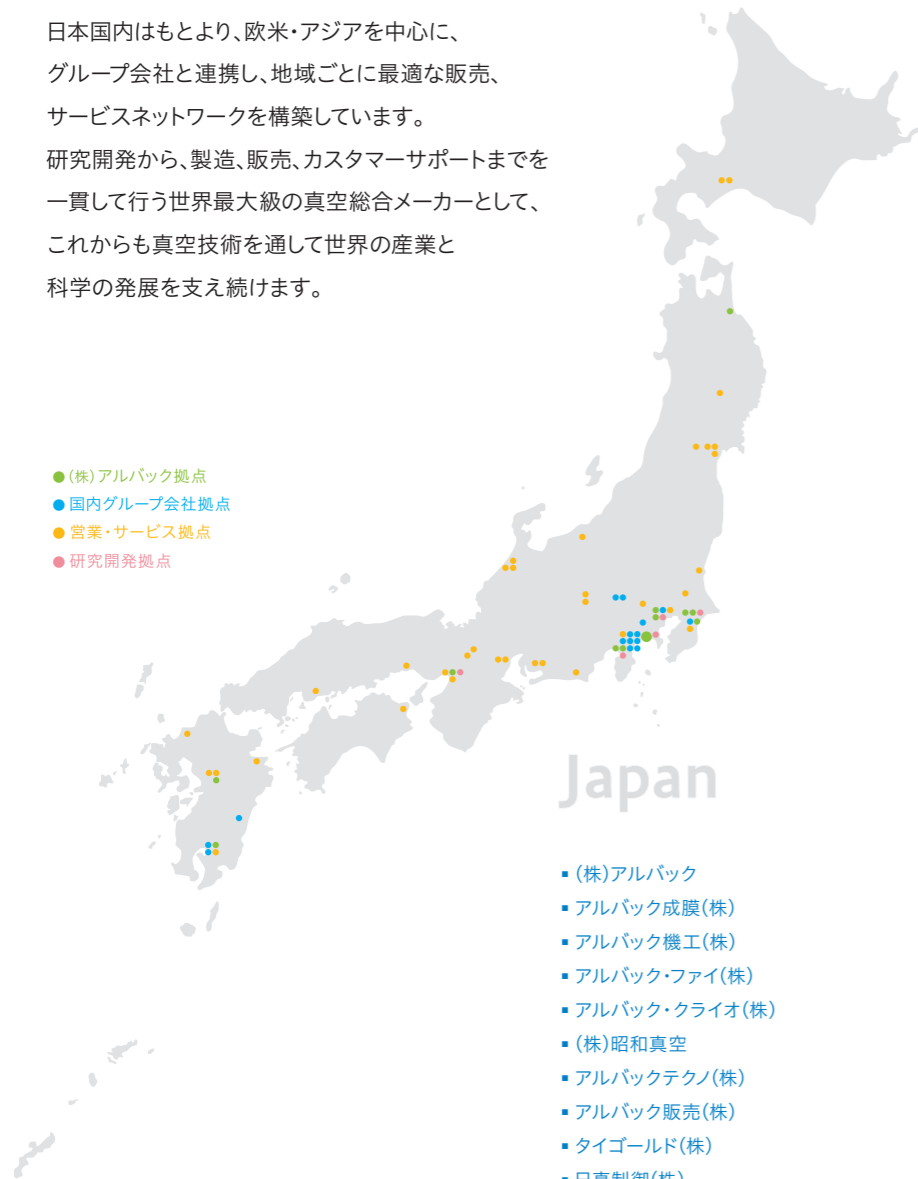 日本国内はもとより、欧米・アジアを中心に、
グループ会社と連携し、地域ごとに最適な販売、
サービスネットワークを構築しています。
研究開発から、製造、販売、カスタマーサポートまでを
一貫して行う世界最大級の真空総合メーカーとして、
これからも真空技術を通して世界の産業と
科学の発展を支え続けます。
●(株)アルバック拠点
●国内グループ会社拠点
●営業・サービス拠点
●研究開発拠点
Japan
▪(株)アルバック
▪アルバック成膜(株)
▪アルバック機工(株)
▪アルバック・ファイ(株)
▪アルバック・クライオ(株)
▪(株)昭和真空
▪アルバックテクノ(株)
▪アルバック販売(株)
▪タイゴールド(株)
▪日真制御(株)